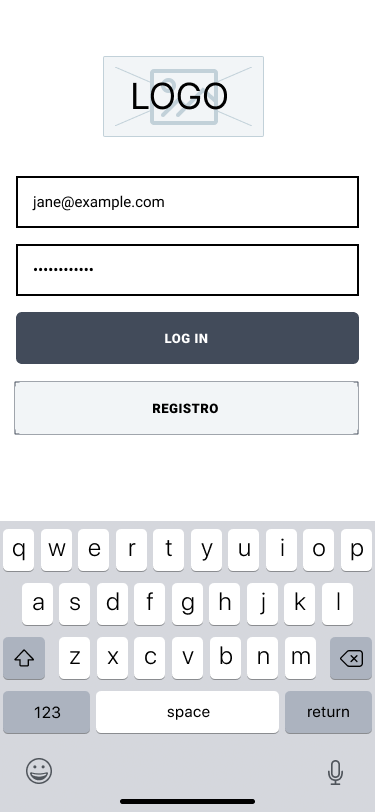 LOGO
jane@example.com
••••••••••••
LOG IN
REGISTRO
q w e r t y u i o p
a s d f g h j k l
z x c v b n m
123 space return